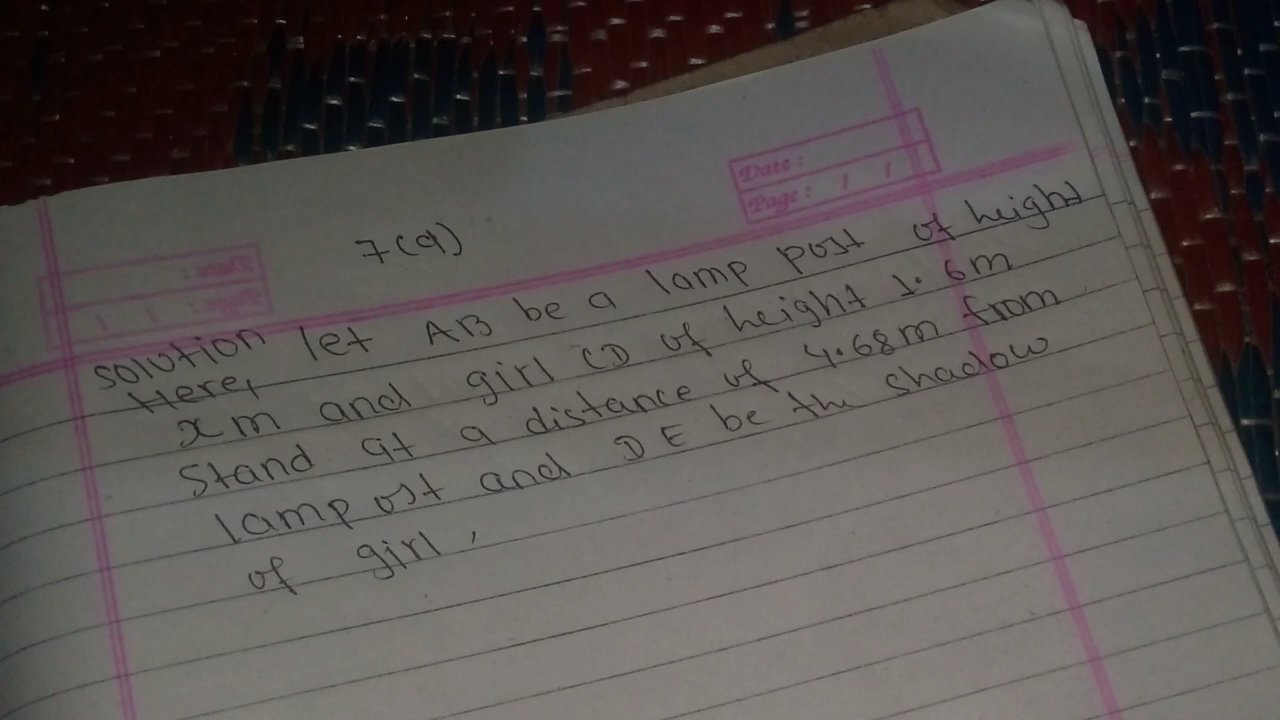 Date :
Page :
7(a)
solution let AB be a lamp post of height
Here,
x m and girl CD of height 1.6m
stand at a distance of 4.68m from
lamp ost and DE be the shadow
of girl,